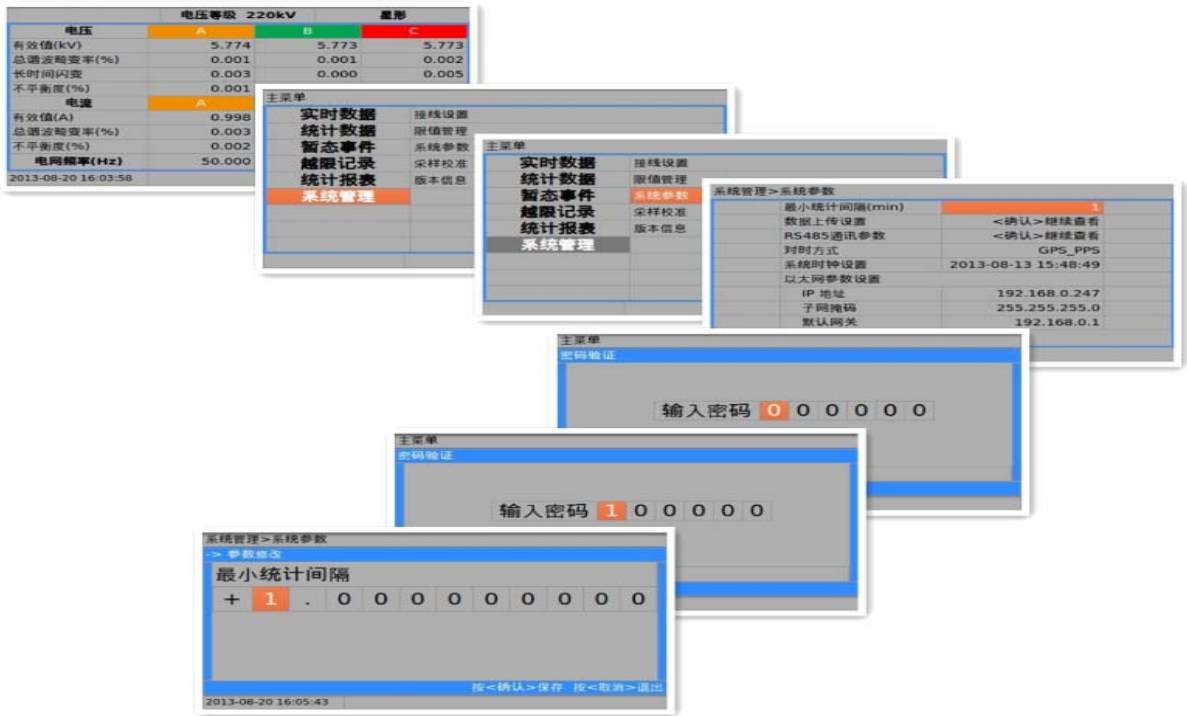 电压等级 220kV 星形
电压 A B C
有效值(kV) 5.774 5.773 5.773
总谐波畸变率(%) 0.001 0.001 0.002
长时间闪变 0.003 0.000 0.005
不平衡度(%) 0.001
电流 A
有效值(A) 0.998
总谐波畸变率(%) 0.003
不平衡度(%) 0.002
电网频率(Hz) 50.000
2013-08-20 16:03:58
主菜单
实时数据 接线设置
统计数据 限值管理
暂态事件 系统参数
越限记录 采样校准
统计报表 版本信息
系统管理
主菜单
实时数据 接线设置
统计数据 限值管理
暂态事件 系统参数
越限记录 采样校准
统计报表 版本信息
系统管理
系统管理>系统参数
最小统计间隔(min) 1
数据上传设置 <确认>继续查看
RS485通讯参数 <确认>继续查看
对时方式 GPS_PPS
系统时钟设置 2013-08-13 15:48:49
以太网参数设置
IP 地址 192.168.0.247
子网掩码 255.255.255.0
默认网关 192.168.0.1
主菜单
密码验证
输入密码 0 0 0 0 0 0
主菜单
密码验证
输入密码 1 0 0 0 0 0
系统管理>系统参数
-> 参数修改
最小统计间隔
+ 1 . 0 0 0 0 0 0 0 0 0
按<确认>保存 按<取消>退出
2013-08-20 16:05:43